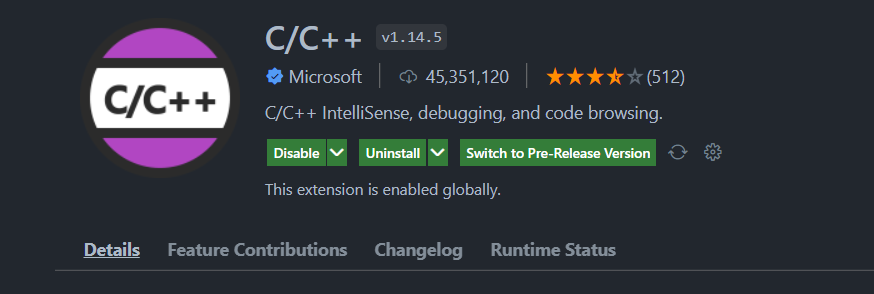 C/C++ v1.14.5
C/C++
Microsoft 45,351,120 (512)
C/C++ IntelliSense, debugging, and code browsing.
Disable Uninstall Switch to Pre-Release Version
This extension is enabled globally.
Details Feature Contributions Changelog Runtime Status